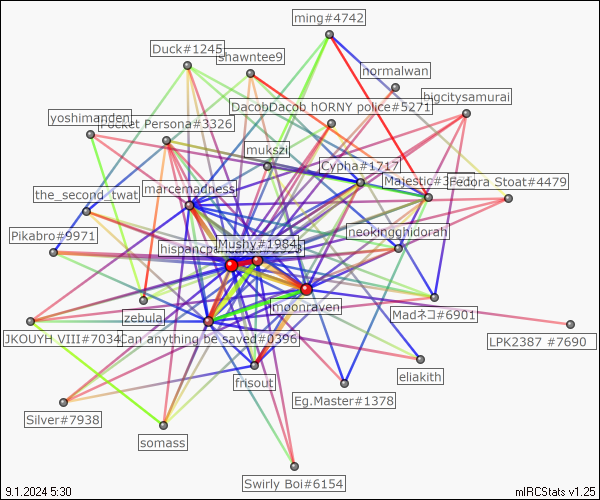 ming#4742
Duck#1245
shawntee9
normalwan
bigcitysamurai
DacobDacob hORNY police#5271
yoshimanden
Pucket Persona#3326
mukszi
Cypha#1717
Majestic#3
Fedora Stoat#4479
marcemadness
the_second_twat
Pikabro#9971
neokingghidorah
Mushy#1984
moonraven
zebula
Madネコ#6901
JKOUYH VIII#7034
Can anything be saved#0396
LPK2387 #7690
eliakith
frisout
Eg.Master#1378
Silver#7938
somass
Swirly Boi#6154
9.1.2024 5:30
mIRCStats v1.25